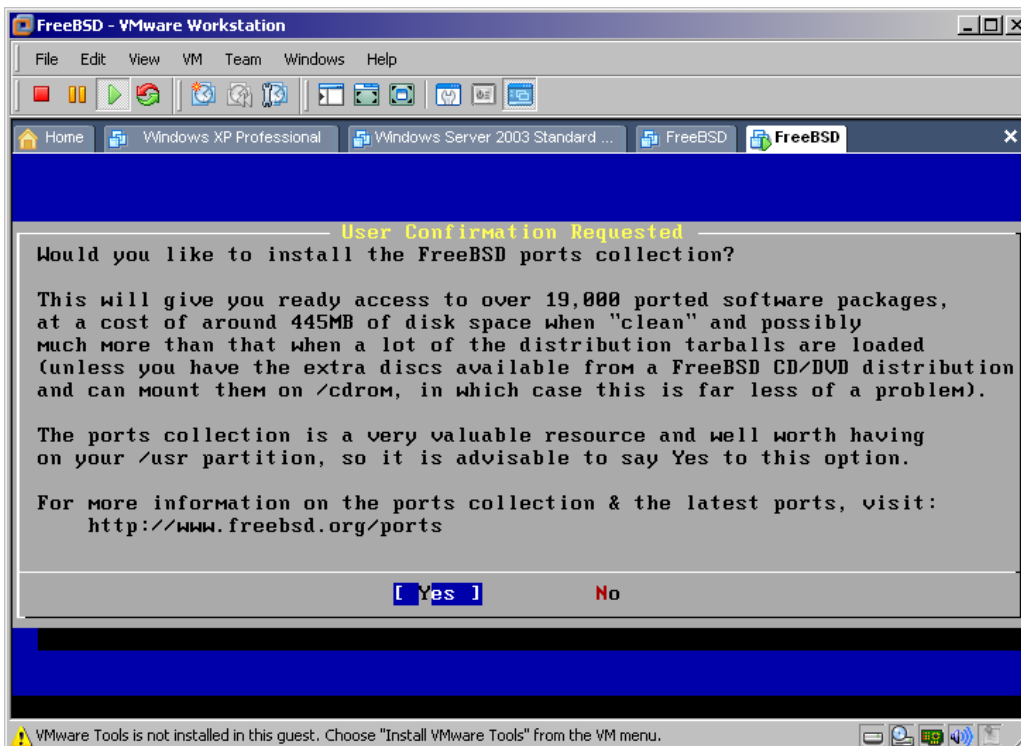 FreeBSD - VMware Workstation
File Edit View VM Team Windows Help
Home Windows XP Professional Windows Server 2003 Standard ... FreeBSD FreeBSD
User Confirmation Requested
Would you like to install the FreeBSD ports collection?
This will give you ready access to over 19,000 ported software packages,
at a cost of around 445MB of disk space when "clean" and possibly
much more than that when a lot of the distribution tarballs are loaded
(unless you have the extra discs available from a FreeBSD CD/DVD distribution
and can mount them on /cdrom, in which case this is far less of a problem).
The ports collection is a very valuable resource and well worth having
on your /usr partition, so it is advisable to say Yes to this option.
For more information on the ports collection & the latest ports, visit:
http://www.freebsd.org/ports
[ Yes ] No
VMware Tools is not installed in this guest. Choose "Install VMware Tools" from the VM menu.